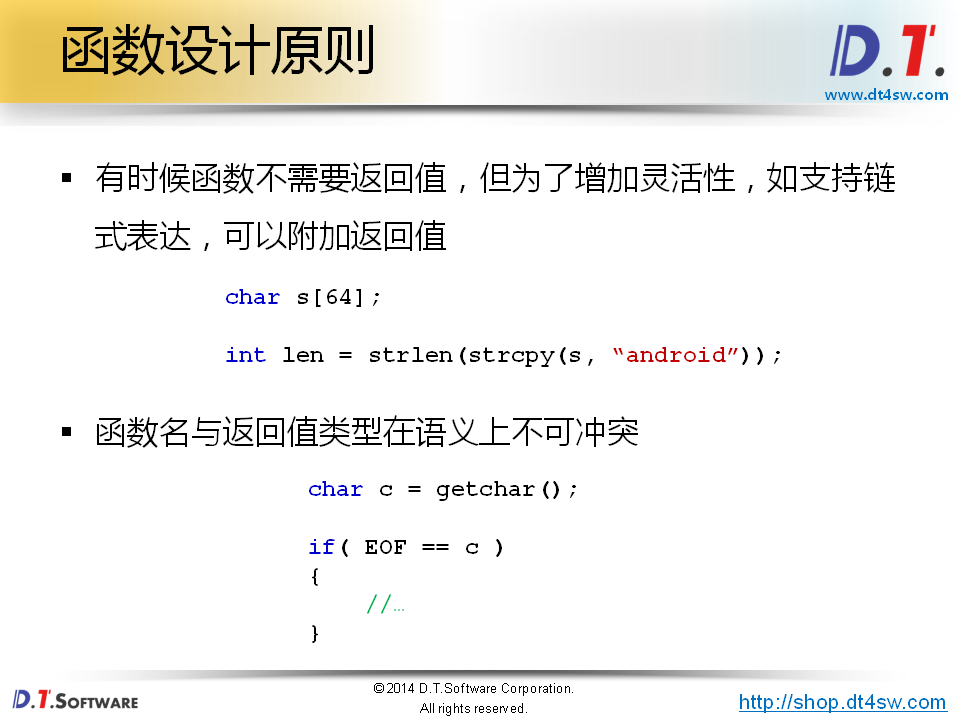 函数设计原则
D.T.
www.dt4sw.com
▪ 有时候函数不需要返回值，但为了增加灵活性，如支持链
式表达，可以附加返回值
char s[64];
int len = strlen(strcpy(s, “android”));
▪ 函数名与返回值类型在语义上不可冲突
char c = getchar();
if( EOF == c )
{
//…
}
D.T.SOFTWARE
©2014 D.T.Software Corporation.
All rights reserved.
http://shop.dt4sw.com